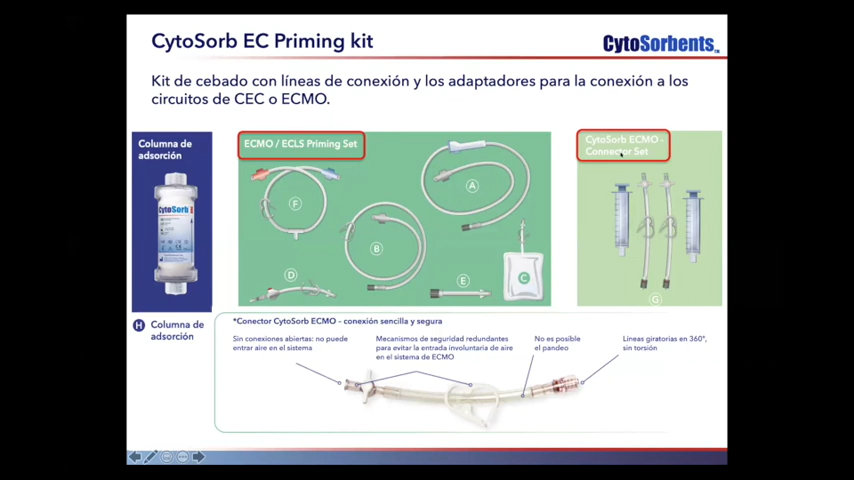 CytoSorb EC Priming kit
CytoSorbents™
Kit de cebado con líneas de conexión y los adaptadores para la conexión a los
circuitos de CEC o ECMO.
Columna de
adsorción
CytoSorb
ECMO / ECLS Priming Set
A
F
B
C
D
E
CytoSorb ECMO -
Connector Set
G
H
Columna de
adsorción
*Conector CytoSorb ECMO – conexión sencilla y segura
Sin conexiones abiertas: no puede
entrar aire en el sistema
Mecanismos de seguridad redundantes
para evitar la entrada involuntaria de aire
en el sistema de ECMO
No es posible
el pandeo
Líneas giratorias en 360°,
sin torsión